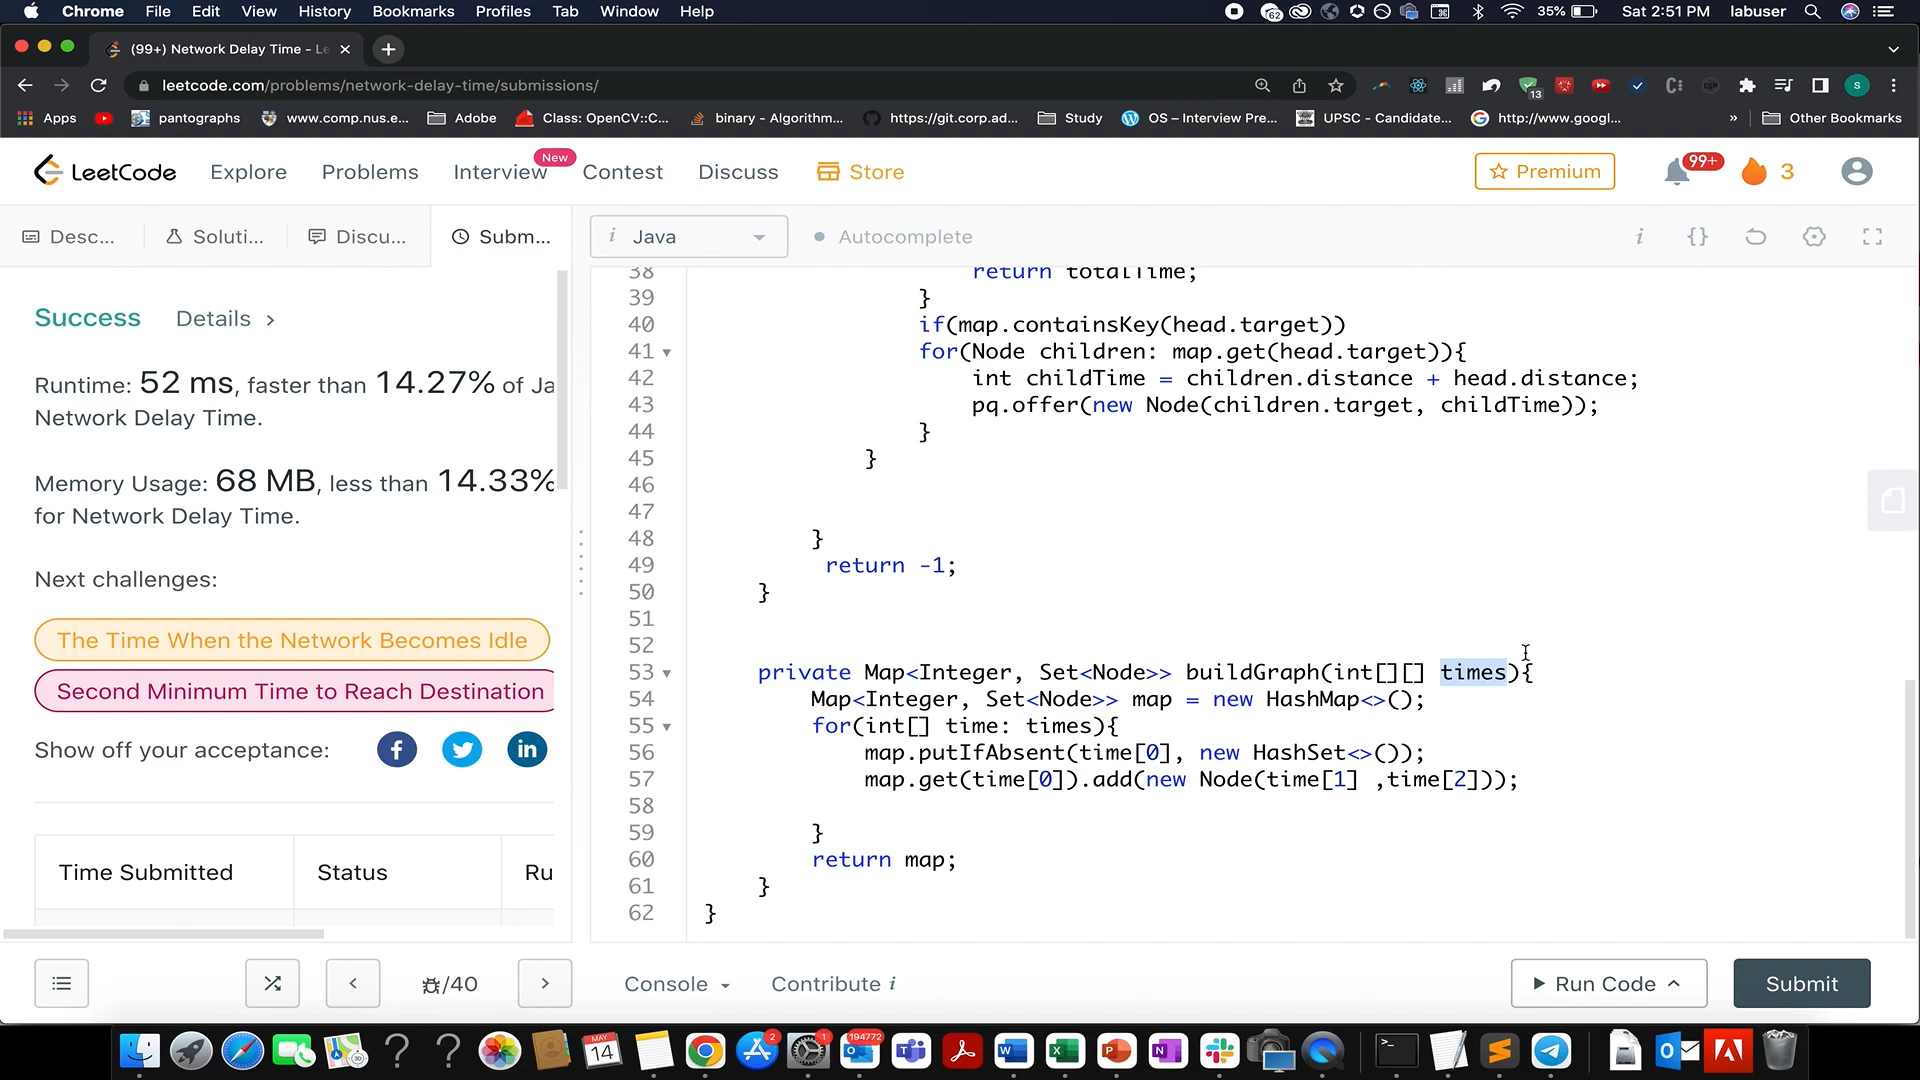 Chrome File Edit View History Bookmarks Profiles Tab Window Help 62 35% Sat 2:51 PM labuser
(99+) Network Delay Time - Le
leetcode.com/problems/network-delay-time/submissions/ 13 S
Apps pantographs www.comp.nus.e... Adobe Class: OpenCV::C... binary - Algorithm... https://git.corp.ad... Study OS – Interview Pre... UPSC - Candidate... http://www.googl... » Other Bookmarks
LeetCode Explore Problems Interview New Contest Discuss Store Premium 99+ 3
Desc... Soluti... Discu... Subm... i Java Autocomplete i {}
Success Details >
Runtime: 52 ms, faster than 14.27% of Ja
Network Delay Time.
Memory Usage: 68 MB, less than 14.33%
for Network Delay Time.
Next challenges:
The Time When the Network Becomes Idle
Second Minimum Time to Reach Destination
Show off your acceptance:
Time Submitted Status Ru
38 return totalTime;
39 }
40 if(map.containsKey(head.target))
41 for(Node children: map.get(head.target)){
42 int childTime = children.distance + head.distance;
43 pq.offer(new Node(children.target, childTime));
44 }
45 }
46
47
48 }
49 return -1;
50 }
51
52
53 private Map<Integer, Set<Node>> buildGraph(int[][] times){
54 Map<Integer, Set<Node>> map = new HashMap<>();
55 for(int[] time: times){
56 map.putIfAbsent(time[0], new HashSet<>());
57 map.get(time[0]).add(new Node(time[1] ,time[2]));
58
59 }
60 return map;
61 }
62 }
/40 Console Contribute i Run Code Submit
MAY 14 2 1 194772